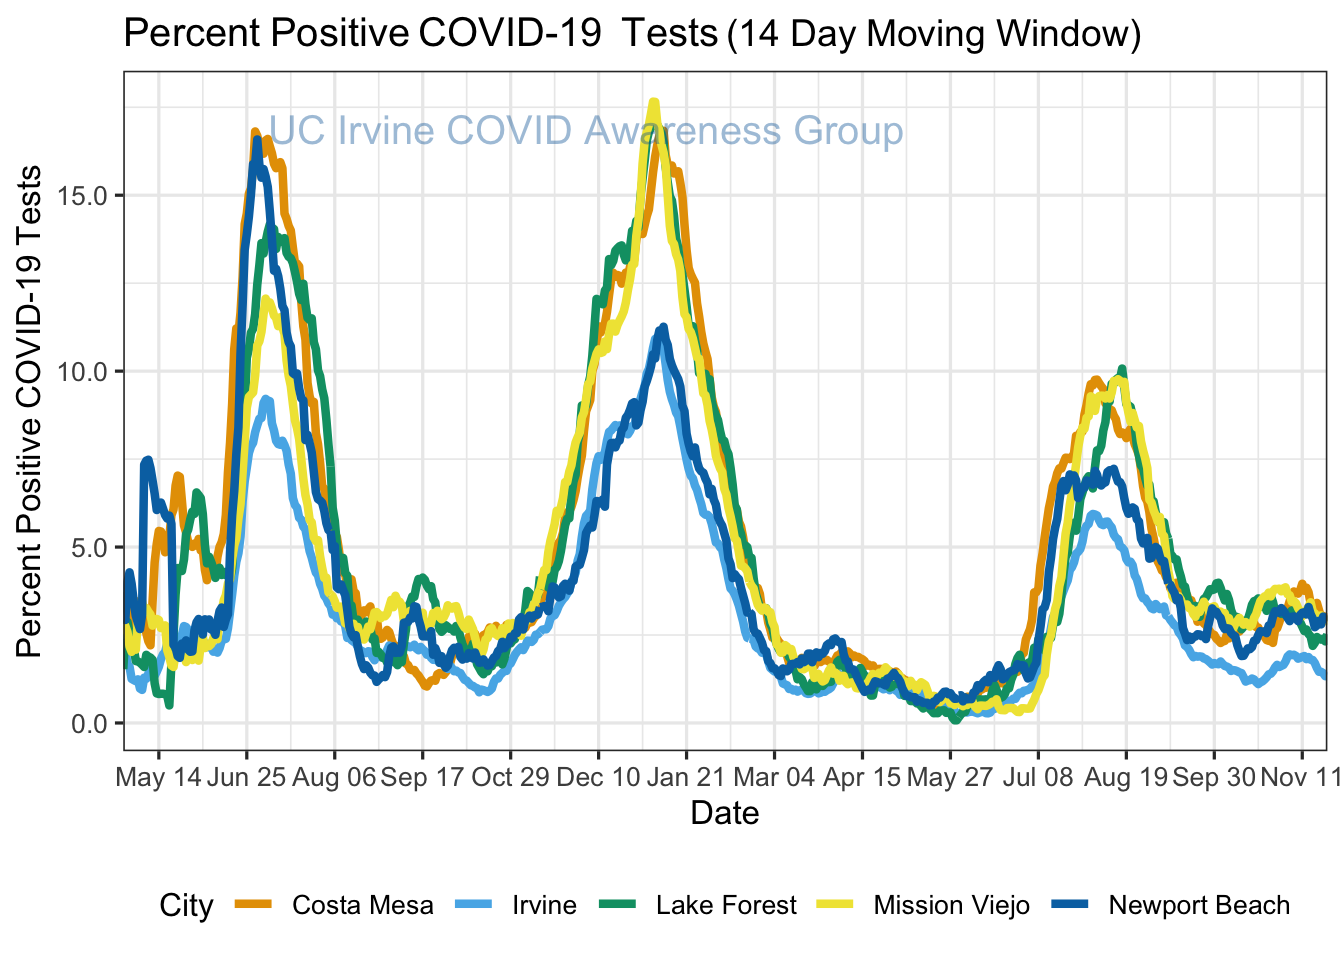 Percent Positive COVID-19 Tests (14 Day Moving Window)
UC Irvine COVID Awareness Group
Percent Positive COVID-19 Tests
15.0
10.0
5.0
0.0
May 14 Jun 25 Aug 06 Sep 17 Oct 29 Dec 10 Jan 21 Mar 04 Apr 15 May 27 Jul 08 Aug 19 Sep 30 Nov 11
Date
City Costa Mesa Irvine Lake Forest Mission Viejo Newport Beach